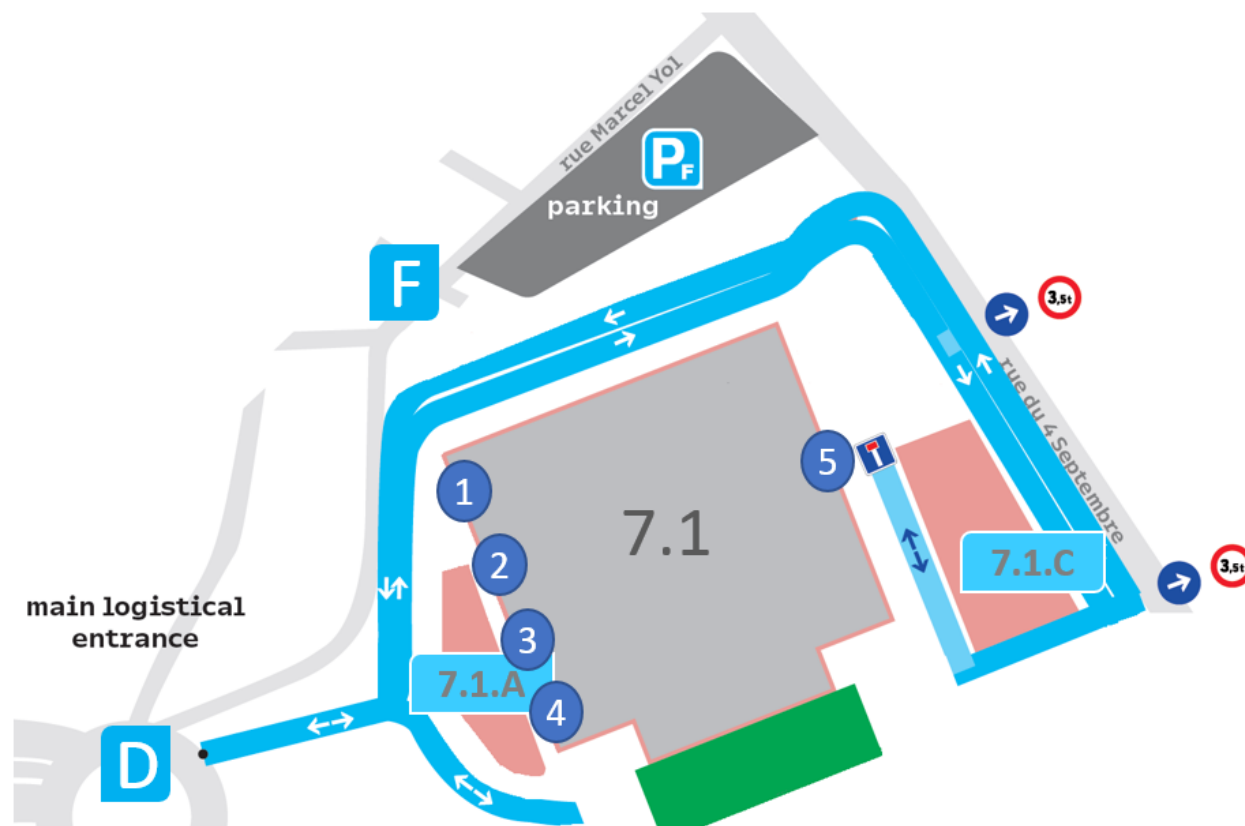 rue Marcel Yol
P F
parking
F
3,5t
rue du 4 Septembre
5
1
7.1
2
7.1.C
3,5t
main logistical
entrance
3
7.1.A
4
D